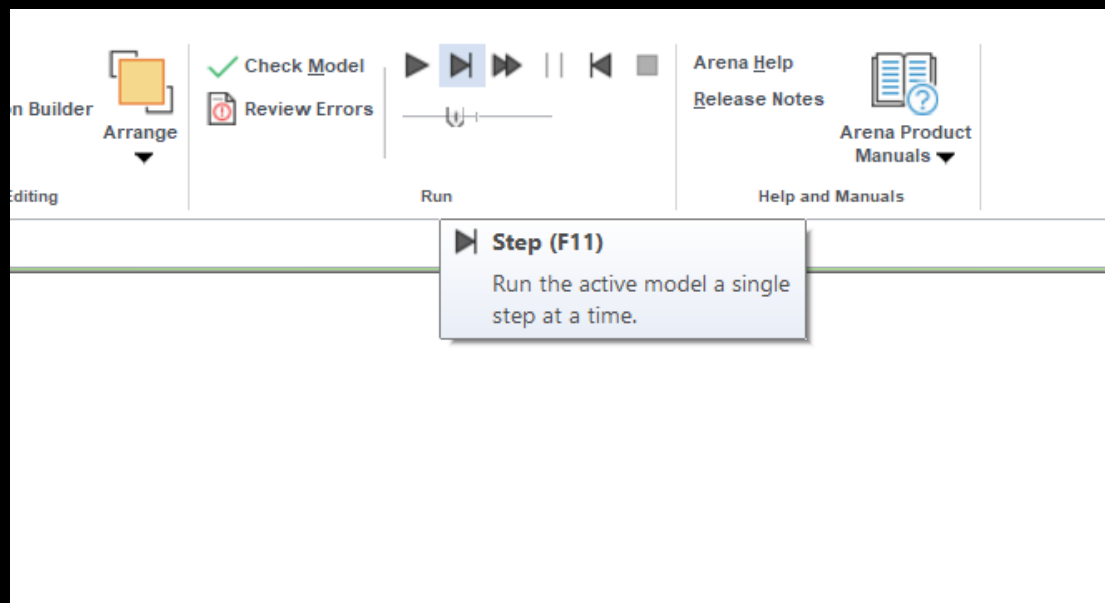 Check Model
Arena Help
n Builder
Review Errors
Release Notes
Arrange
Arena Product
Manuals
Editing
Run
Help and Manuals
Step (F11)
Run the active model a single
step at a time.